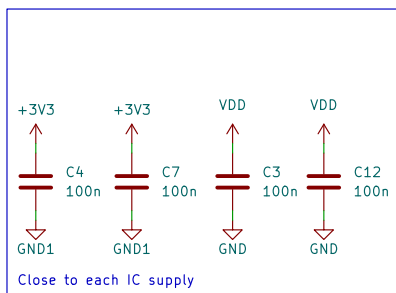 +3V3 +3V3 VDD VDD
C4 C7 C3 C12
100n 100n 100n 100n
GND1 GND1 GND GND
Close to each IC supply